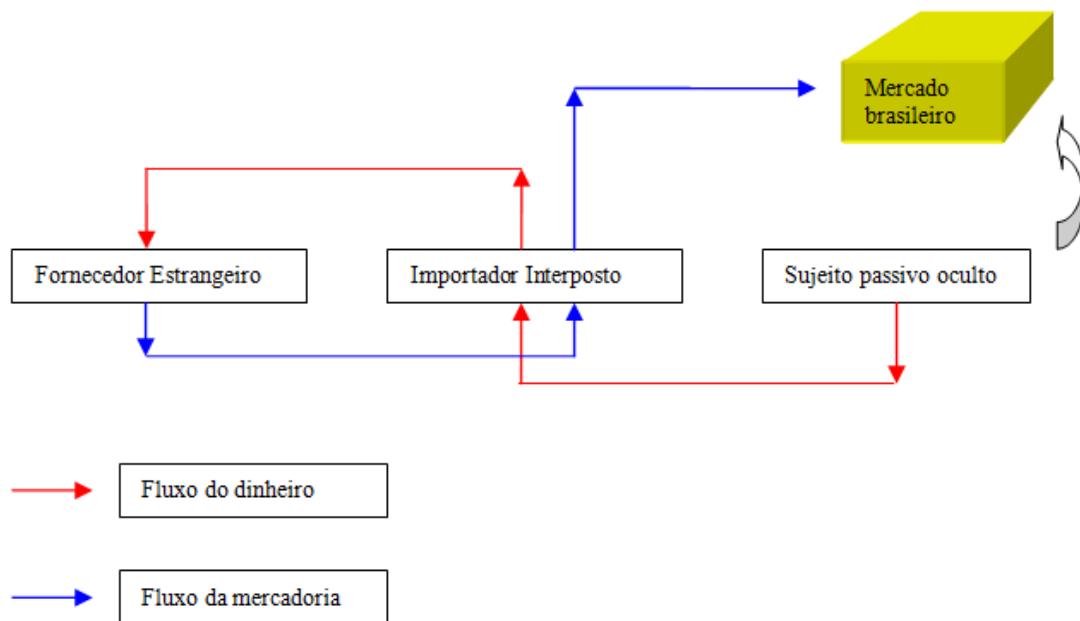 Mercado
brasileiro
Fornecedor Estrangeiro
Importador Interposto
Sujeito passivo oculto
Fluxo do dinheiro
Fluxo da mercadoria